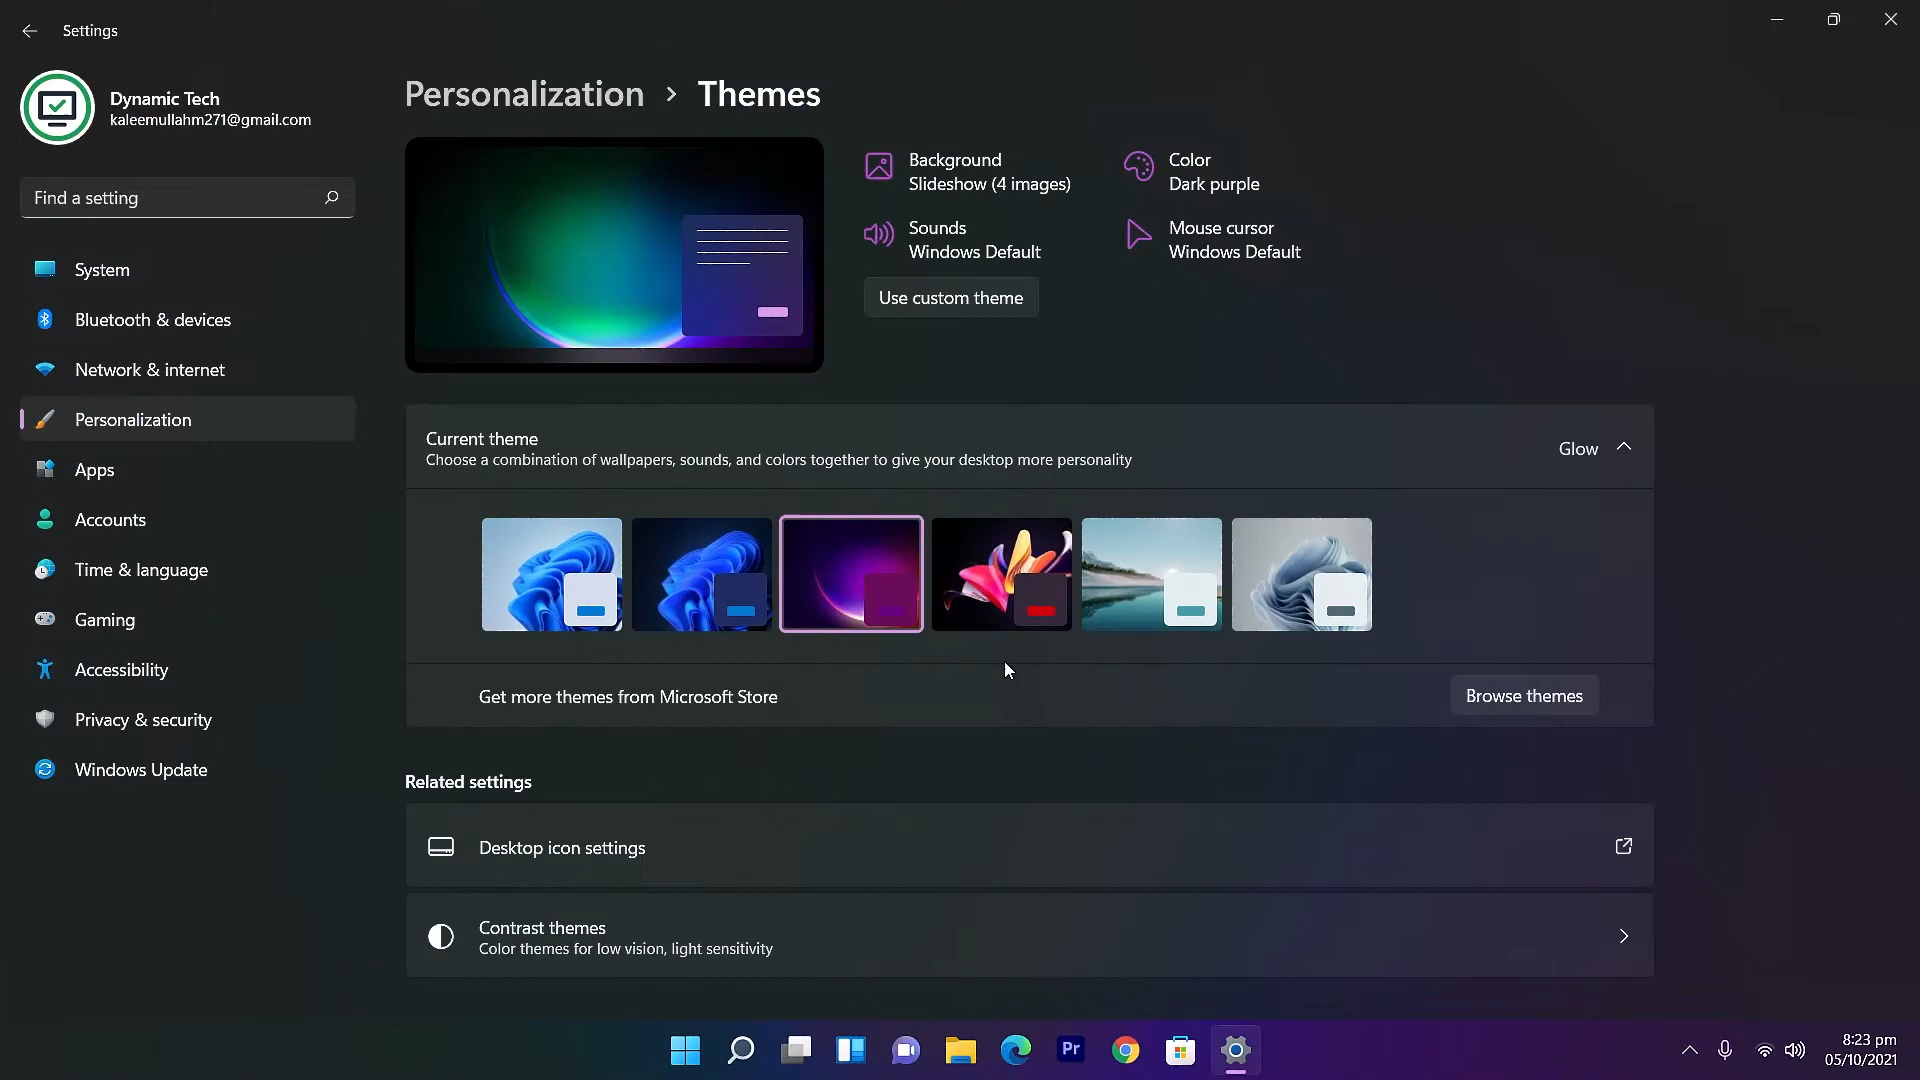 Settings
Dynamic Tech
kaleemullahm271@gmail.com
Find a setting
System
Bluetooth & devices
Network & internet
Personalization
Apps
Accounts
Time & language
Gaming
Accessibility
Privacy & security
Windows Update
Personalization > Themes
Background
Slideshow (4 images)
Color
Dark purple
Sounds
Windows Default
Mouse cursor
Windows Default
Use custom theme
Current theme
Choose a combination of wallpapers, sounds, and colors together to give your desktop more personality
Glow
Get more themes from Microsoft Store
Browse themes
Related settings
Desktop icon settings
Contrast themes
Color themes for low vision, light sensitivity
Pr
8:23 pm
05/10/2021